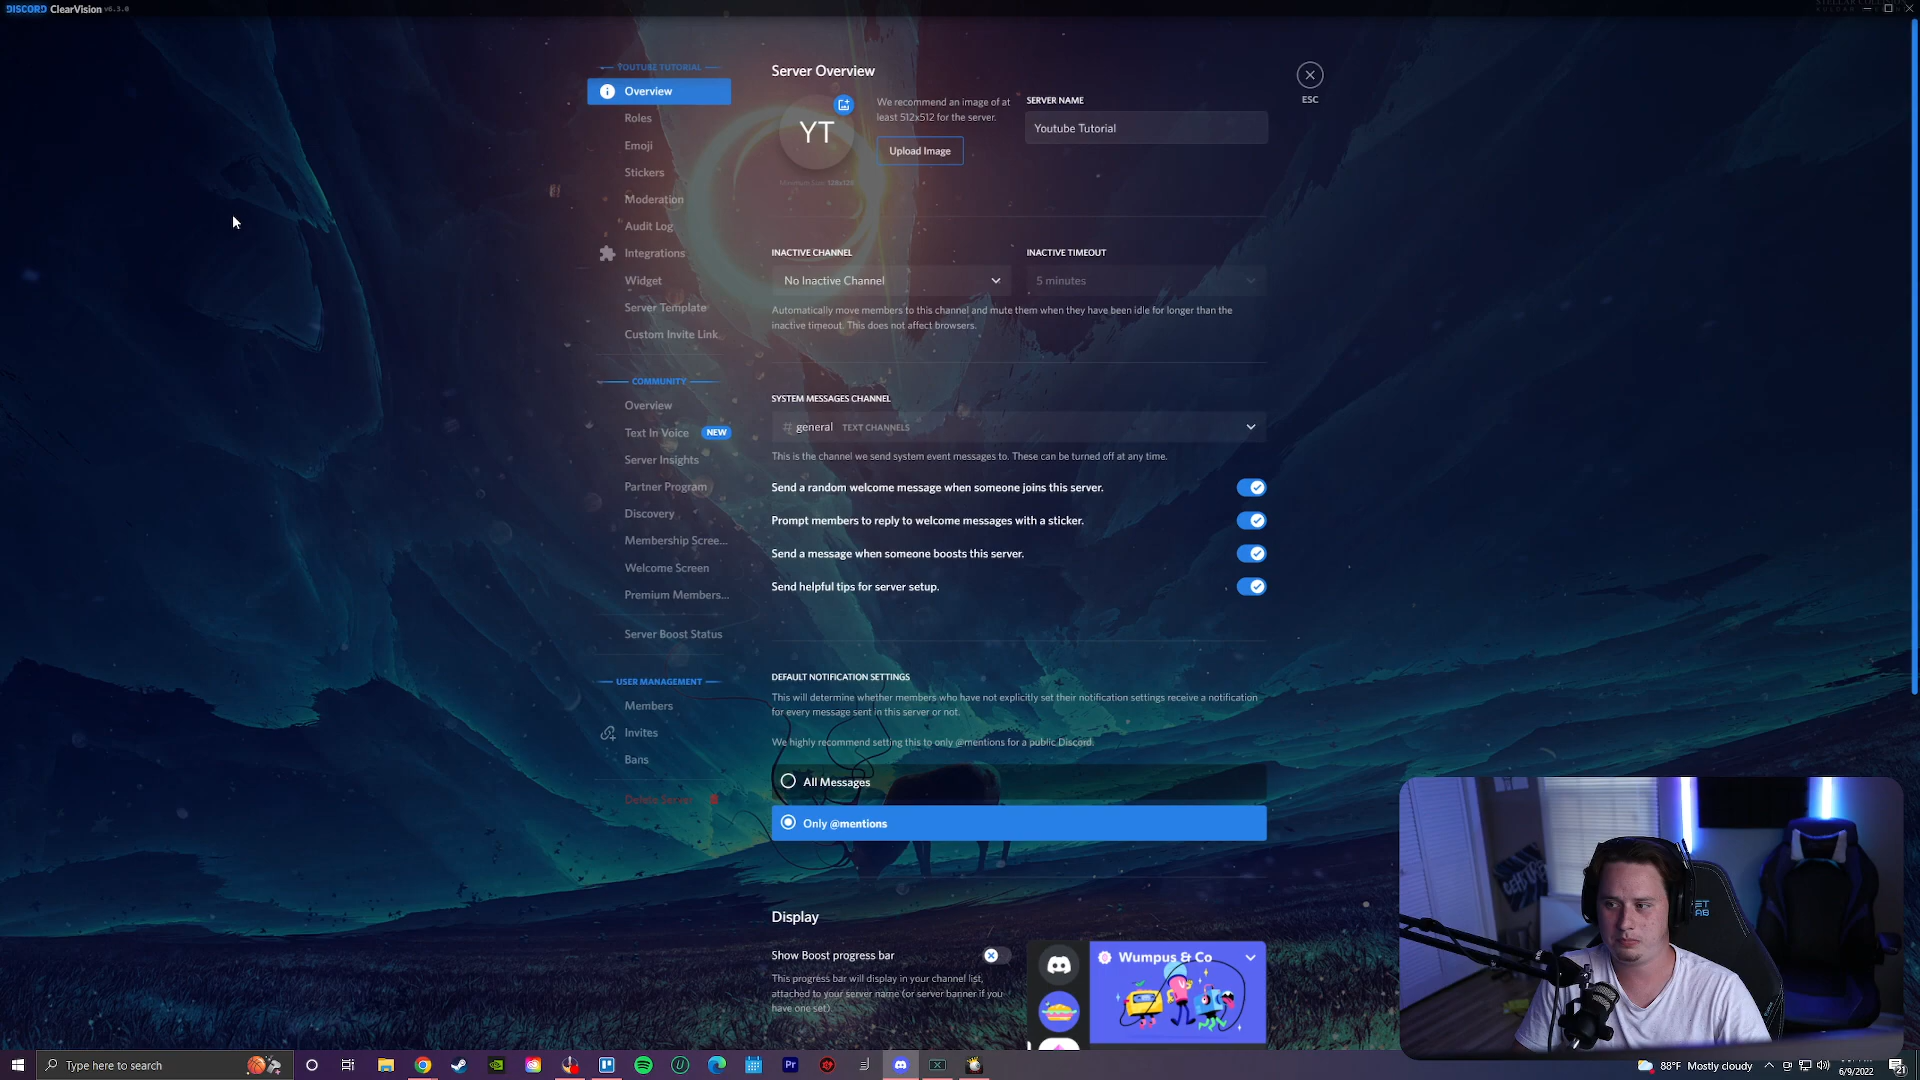 DISCORD ClearVision v6.3.0
YOUTUBE TUTORIAL
Overview
Roles
Emoji
Stickers
Moderation
Audit Log
Integrations
Widget
Server Template
Custom Invite Link
COMMUNITY
Overview
Text In Voice NEW
Server Insights
Partner Program
Discovery
Membership Scree...
Welcome Screen
Premium Members...
Server Boost Status
USER MANAGEMENT
Members
Invites
Bans
Delete Server
Server Overview
YT
Minimum Size: 128x128
We recommend an image of at
least 512x512 for the server.
Upload Image
SERVER NAME
Youtube Tutorial
ESC
INACTIVE CHANNEL
No Inactive Channel
INACTIVE TIMEOUT
5 minutes
Automatically move members to this channel and mute them when they have been idle for longer than the
inactive timeout. This does not affect browsers.
SYSTEM MESSAGES CHANNEL
# general TEXT CHANNELS
This is the channel we send system event messages to. These can be turned off at any time.
Send a random welcome message when someone joins this server.
Prompt members to reply to welcome messages with a sticker.
Send a message when someone boosts this server.
Send helpful tips for server setup.
DEFAULT NOTIFICATION SETTINGS
This will determine whether members who have not explicitly set their notification settings receive a notification
for every message sent in this server or not.
We highly recommend setting this to only @mentions for a public Discord.
All Messages
Only @mentions
Display
Show Boost progress bar
This progress bar will display in your channel list,
attached to your server name (or server banner if you
have one set).
Wumpus & Co
Type here to search
Pr
88°F Mostly cloudy
6/9/2022
21